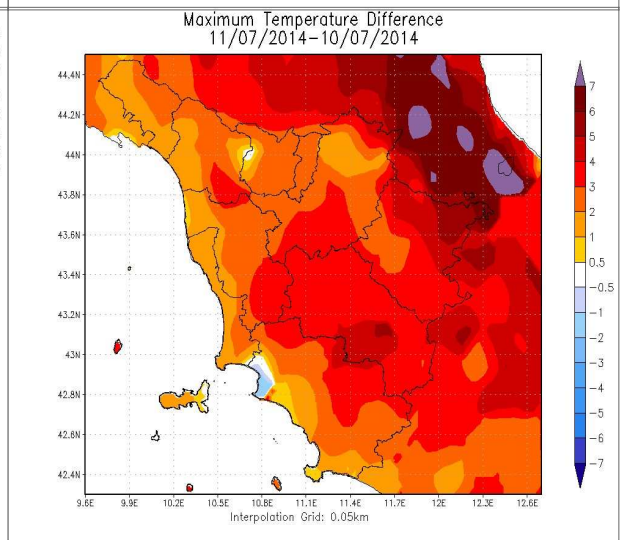 Maximum Temperature Difference
11/07/2014-10/07/2014
44.4N
44.2N
44N
43.8N
43.6N
43.4N
43.2N
43N
42.8N
42.6N
42.4N
9.6E 9.9E 10.2E 10.5E 10.8E 11.1E 11.4E 11.7E 12E 12.3E 12.6E
Interpolation Grid: 0.05km
7
6
5
4
3
2
1
0.5
-0.5
-1
-2
-3
-4
-5
-6
-7